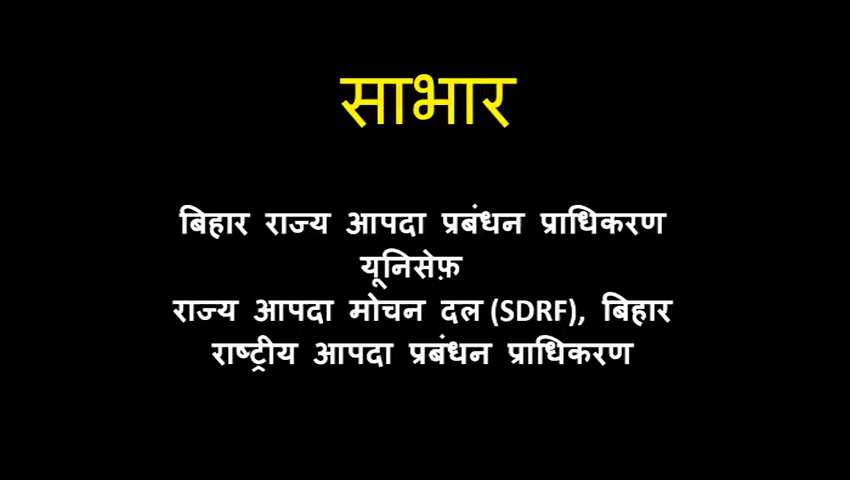 साभार
बिहार राज्य आपदा प्रबंधन प्राधिकरण
यूनिसेफ़
राज्य आपदा मोचन दल (SDRF), बिहार
राष्ट्रीय आपदा प्रबंधन प्राधिकरण